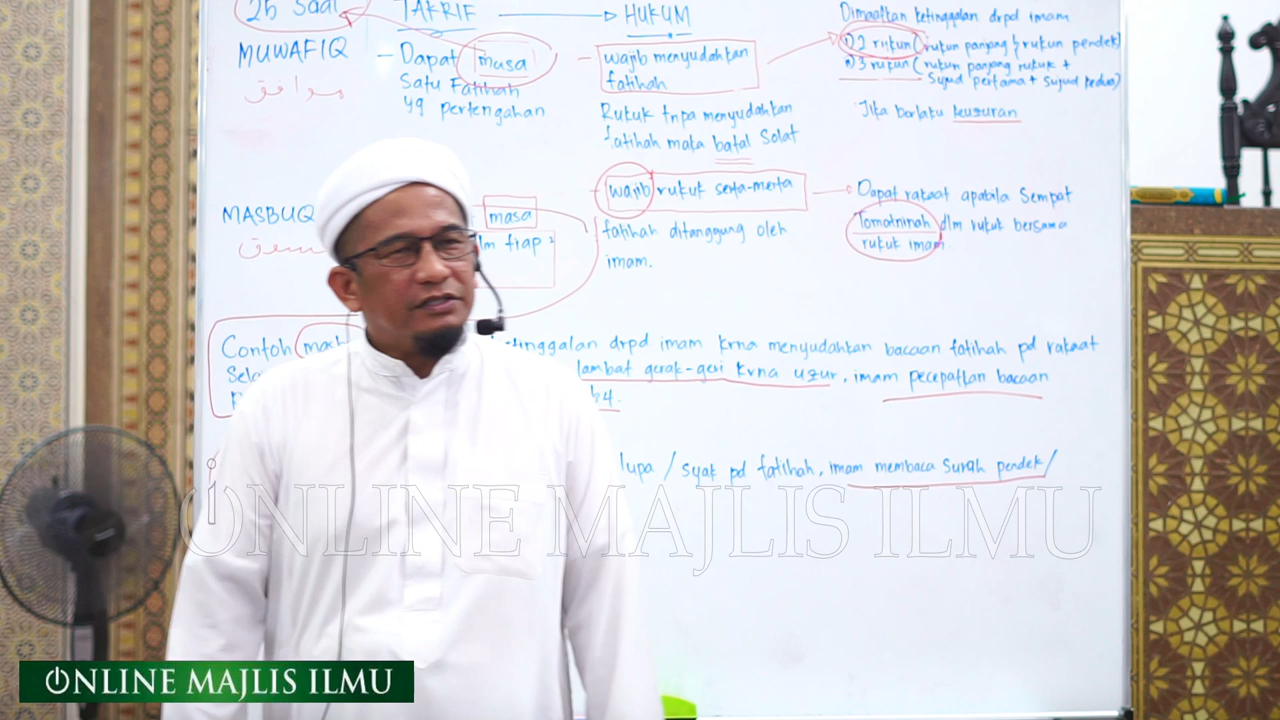 25 saat
TAKRIF
HUKUM
MUWAFIQ
موافق
- Dapat masa
satu Fatihah
yg pertengahan
- wajib menyudahkan
fatihah
Rukuk tnpa menyudahkan
fatihah maka batal Solat
Dimaafkan ketinggalan drpd imam
2 rukun (rukun panjang & rukun pendek)
3 rukun (rukun panjang rukuk +
Sujud pertama + sujud kedua)
Jika berlaku keuzuran
MASBUQ
masa
lm tiap 2
- wajib rukuk serta-merta
fatihah ditanggung oleh
imam.
Dapat rakaat apabila sempat
Tomakninah dlm rukuk bersama
rukuk imam
Contoh ketinggalan drpd imam krna menyudahkan bacaan fatihah pd rakaat
lambat gerak-geri krna uzur, imam pecepatkan bacaan
lupa / syak pd fatihah, imam membaca surah pendek/
ONLINE MAJLIS ILMU
ONLINE MAJLIS ILMU